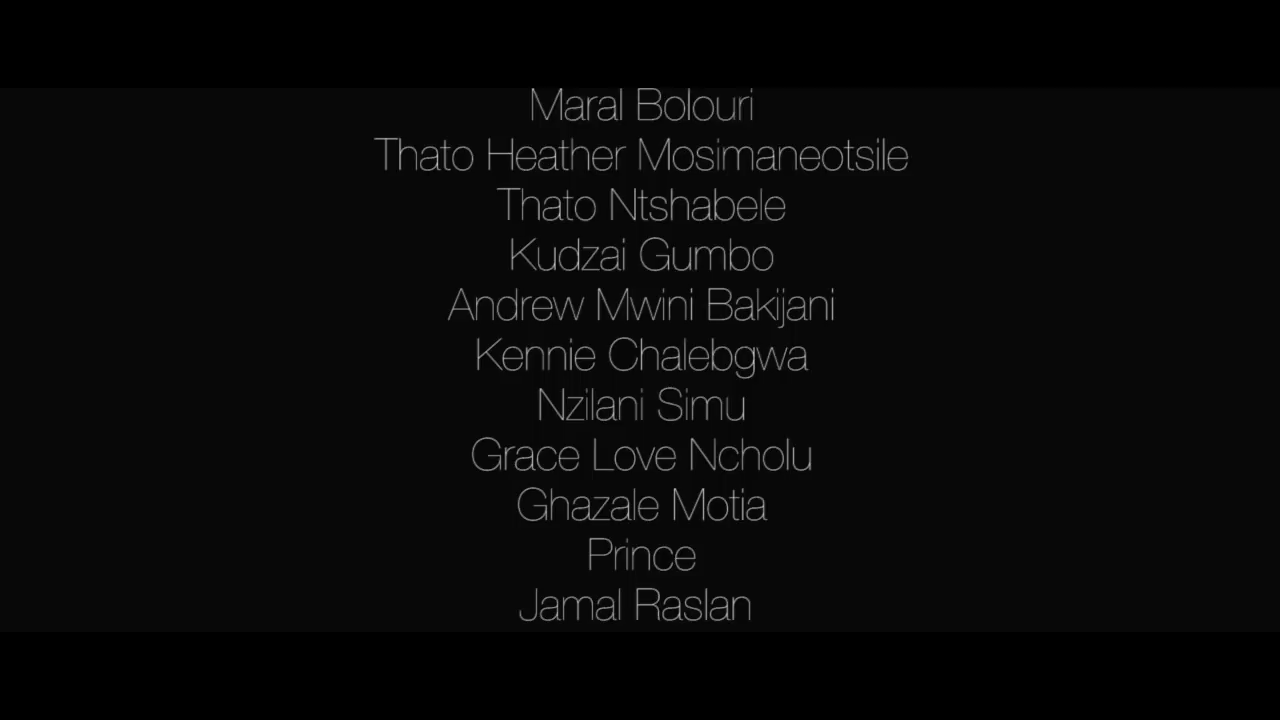 Maral Bolouri
Thato Heather Mosimaneotsile
Thato Ntshabele
Kudzai Gumbo
Andrew Mwini Bakijani
Kennie Chalebgwa
Nzilani Simu
Grace Love Ncholu
Ghazale Motia
Prince
Jamal Raslan